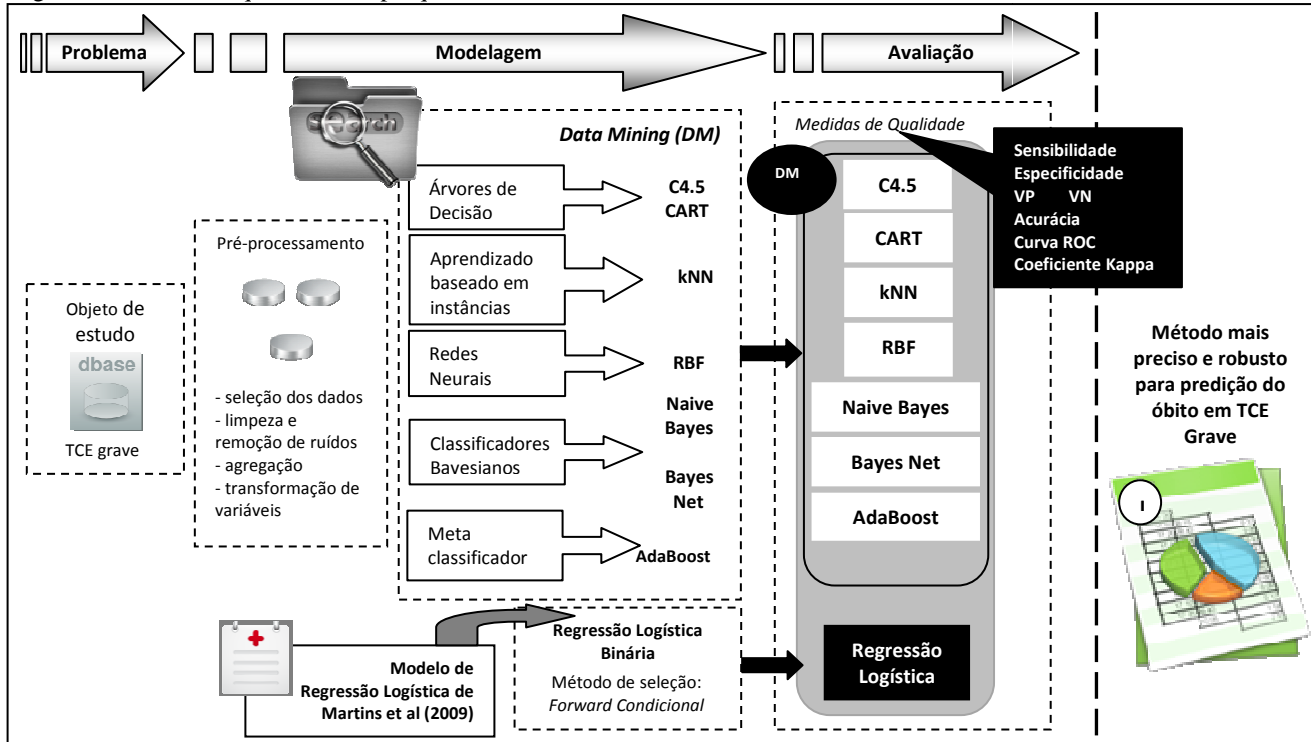 Problema
Modelagem
Avaliação
search
Data Mining (DM)
Árvores de
Decisão
C4.5
CART
Aprendizado
baseado em
instâncias
kNN
Redes
Neurais
RBF
Classificadores
Bavesianos
Naive
Bayes
Bayes
Net
Meta
classificador
AdaBoost
Pré-processamento
- seleção dos dados
- limpeza e
remoção de ruídos
- agregação
- transformação de
variáveis
Objeto de
estudo
dbase
TCE grave
Modelo de
Regressão Logística de
Martins et al (2009)
Regressão Logística
Binária
Método de seleção:
Forward Condicional
Medidas de Qualidade
DM
C4.5
CART
kNN
RBF
Naive Bayes
Bayes Net
AdaBoost
Regressão
Logística
Sensibilidade
Especificidade
VP VN
Acurácia
Curva ROC
Coeficiente Kappa
Método mais
preciso e robusto
para predição do
óbito em TCE
Grave
I